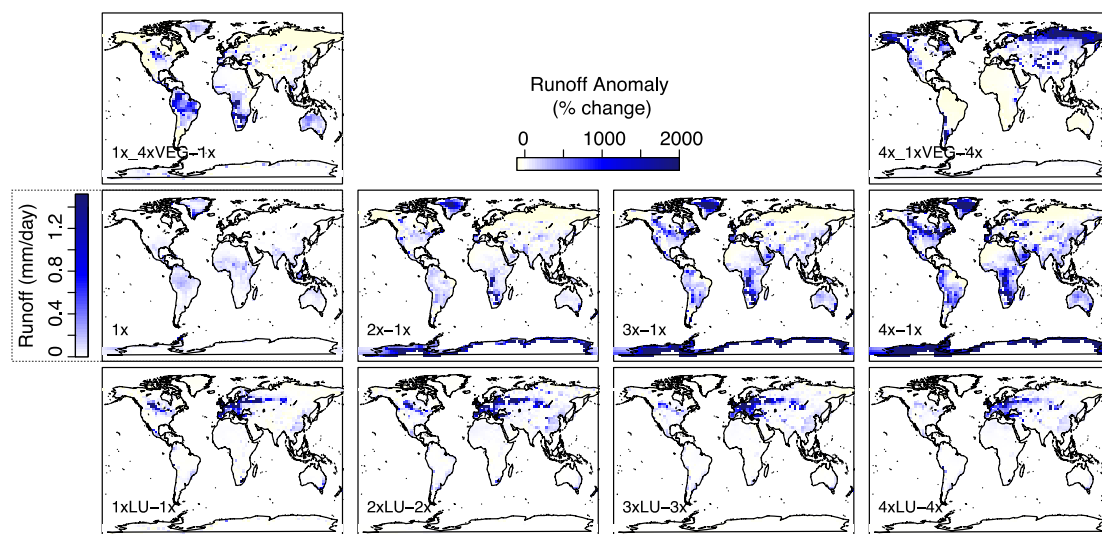 1x_4xVEG−1x
Runoff Anomaly
(% change)
0 1000 2000
4x_1xVEG−4x
Runoff (mm/day)
0 0.4 0.8 1.2
1x
2x−1x
3x−1x
4x−1x
1xLU−1x
2xLU−2x
3xLU−3x
4xLU−4x